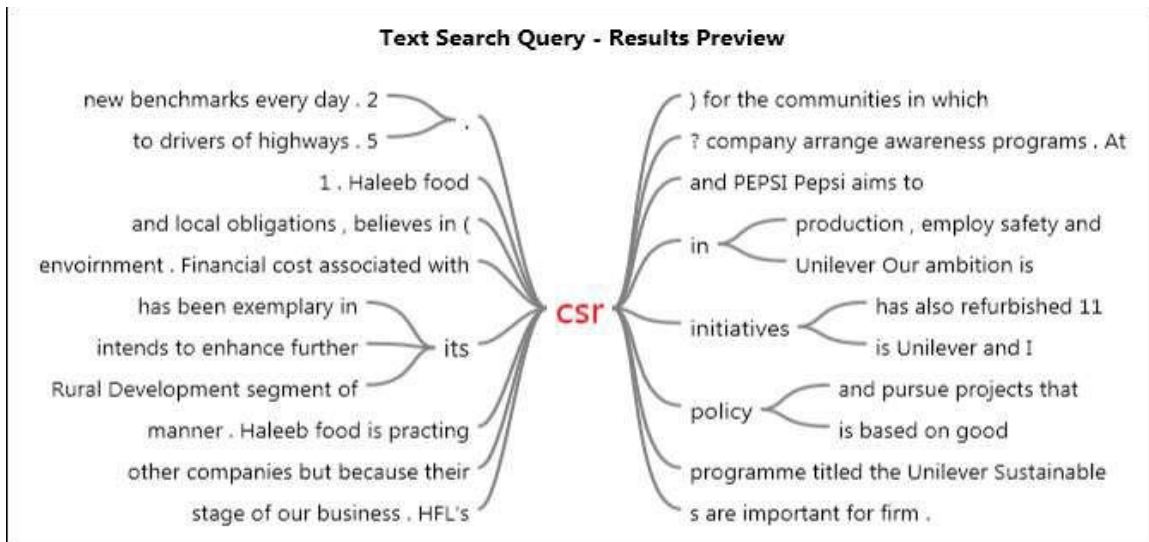 Text Search Query - Results Preview
new benchmarks every day . 2
to drivers of highways . 5
.
1 . Haleeb food
and local obligations , believes in (
envoirnment . Financial cost associated with
has been exemplary in
intends to enhance further
Rural Development segment of
its
manner . Haleeb food is practing
other companies but because their
stage of our business . HFL's
csr
) for the communities in which
? company arrange awareness programs . At
and PEPSI Pepsi aims to
in
production , employ safety and
Unilever Our ambition is
initiatives
has also refurbished 11
is Unilever and I
policy
and pursue projects that
is based on good
programme titled the Unilever Sustainable
s are important for firm .